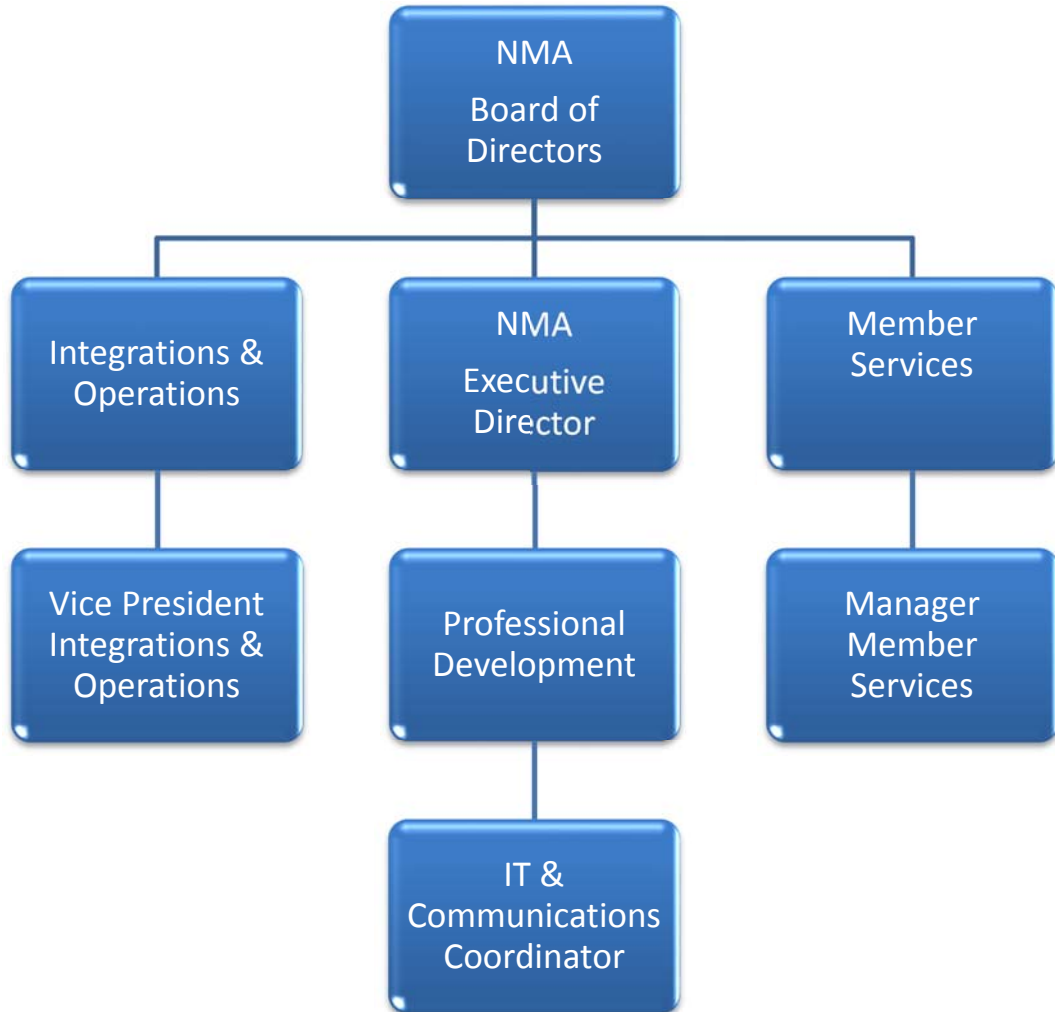 NMA
Board of
Directors
Integrations &
Operations
NMA
Executive
Director
Member
Services
Vice President
Integrations &
Operations
Professional
Development
Manager
Member
Services
IT &
Communications
Coordinator